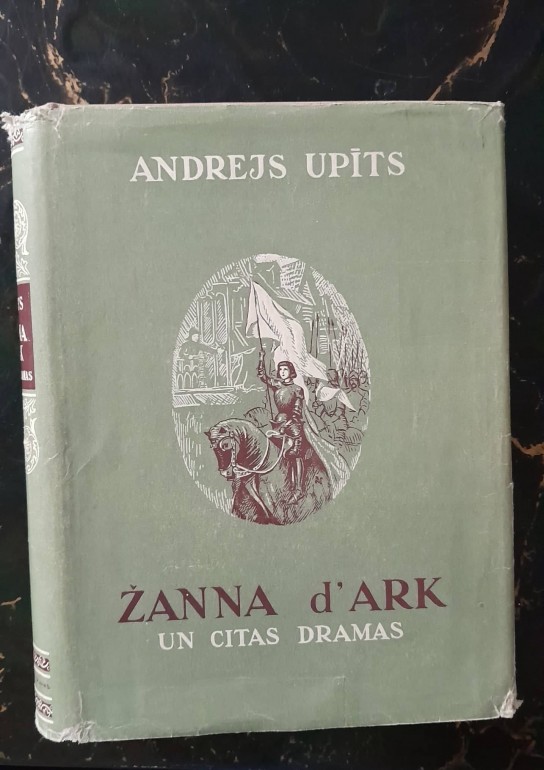 ANDREJS UPĪTS
ŽANNA d'ARK
UN CITAS DRAMAS